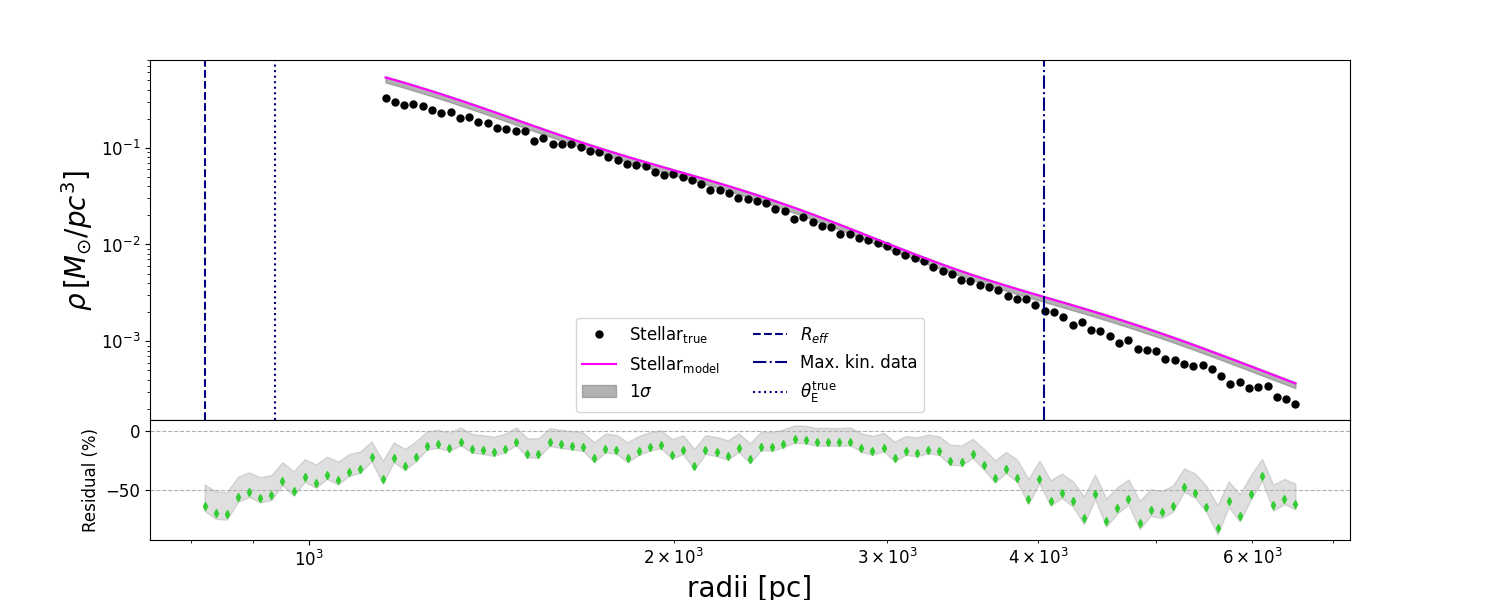 ρ [M⊙/pc³]
10⁻¹
10⁻²
10⁻³
Stellar_true
Stellar_model
1σ
R_eff
Max. kin. data
θ_E^true
Residual (%)
0
−50
10³
2 × 10³
3 × 10³
4 × 10³
6 × 10³
radii [pc]